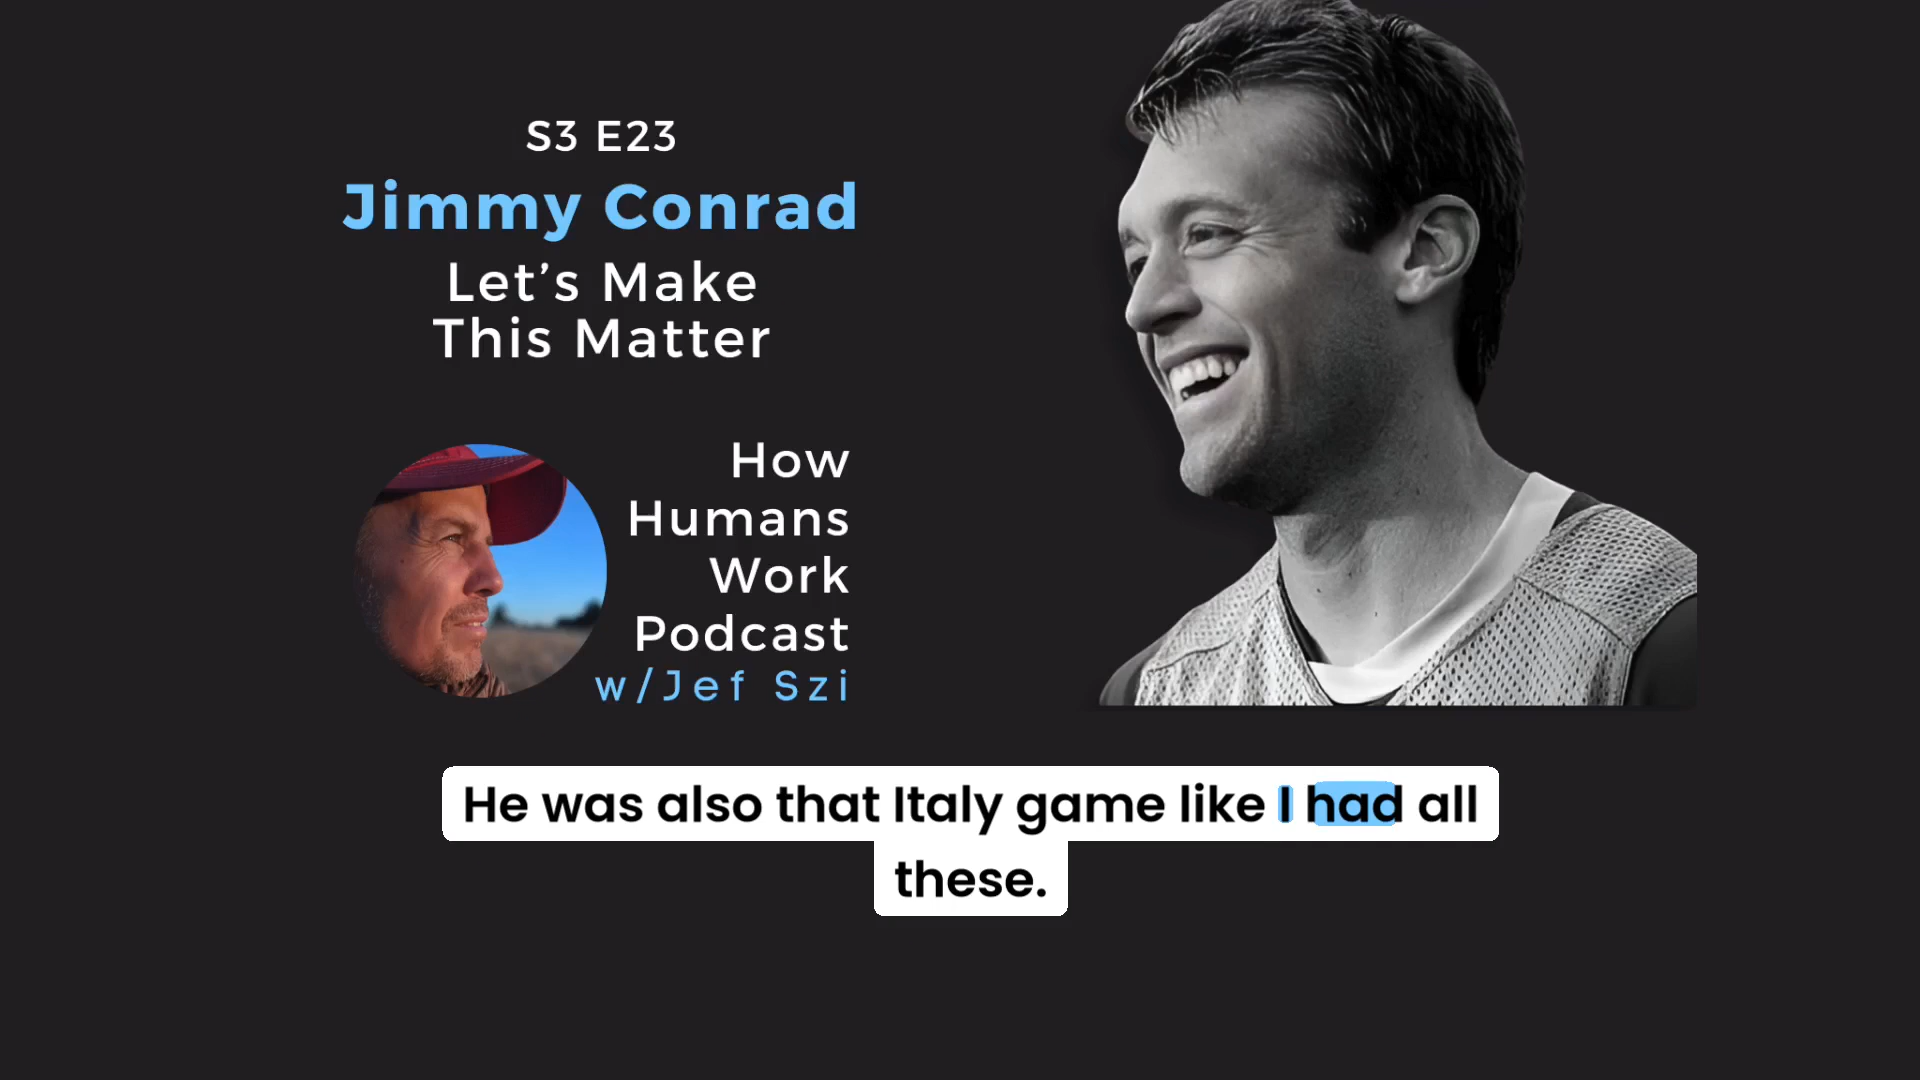 S3 E23
Jimmy Conrad
Let’s Make
This Matter
How
Humans
Work
Podcast
w/Jef Szi
He was also that Italy game like I had all
these.